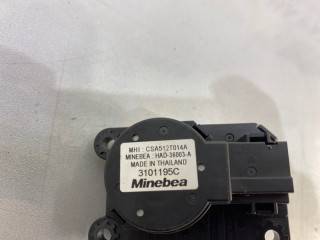 MHI : CSA512T014A
MINEBEA : HAD-36003-A
MADE IN THAILAND
3101195C
Minebea